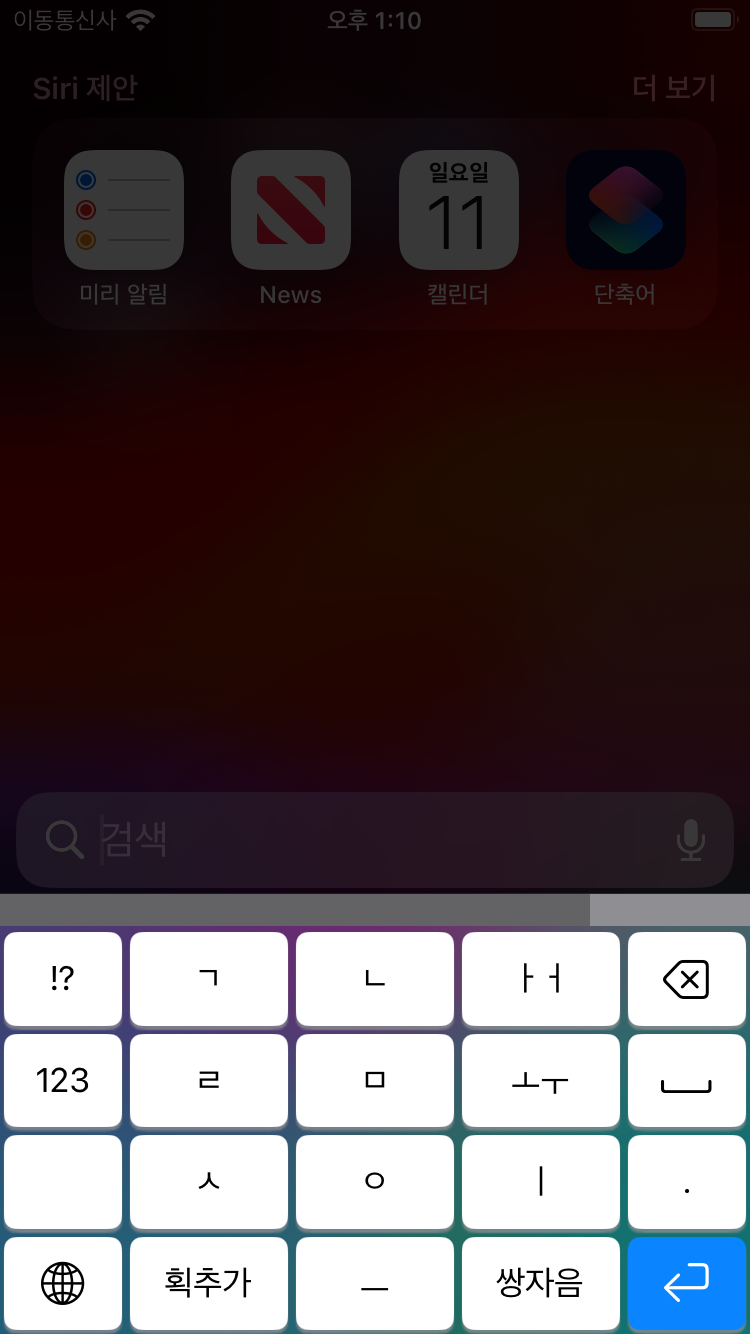 이동통신사 오후 1:10
Siri 제안 더 보기
일요일
11
미리 알림 News 캘린더 단축어
검색
!? ㄱ ㄴ ㅏㅓ
123 ㄹ ㅁ ㅗㅜ
ㅅ ㅇ ㅣ .
획추가 ㅡ 쌍자음